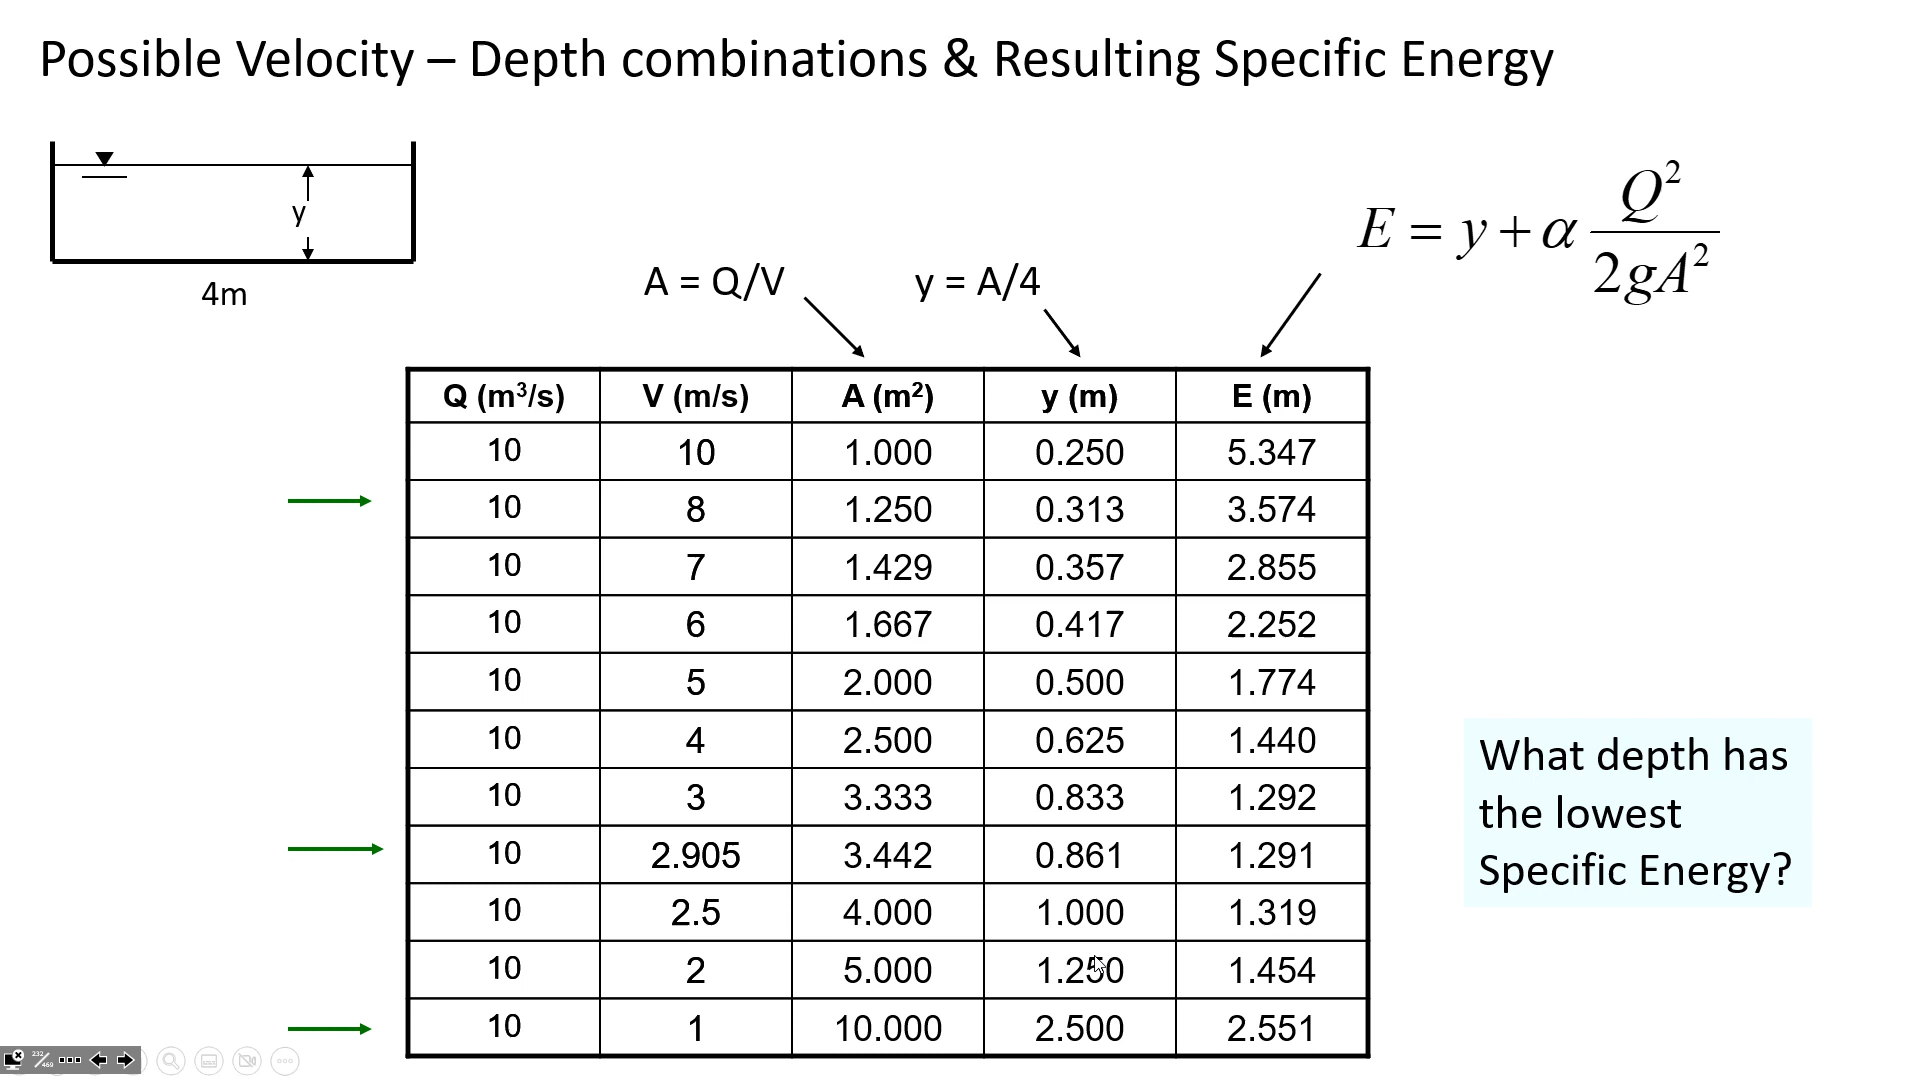 Possible Velocity – Depth combinations & Resulting Specific Energy
y
4m
A = Q/V
y = A/4
E = y + α Q² / 2gA²
Q (m³/s) V (m/s) A (m²) y (m) E (m)
10 10 1.000 0.250 5.347
10 8 1.250 0.313 3.574
10 7 1.429 0.357 2.855
10 6 1.667 0.417 2.252
10 5 2.000 0.500 1.774
10 4 2.500 0.625 1.440
10 3 3.333 0.833 1.292
10 2.905 3.442 0.861 1.291
10 2.5 4.000 1.000 1.319
10 2 5.000 1.250 1.454
10 1 10.000 2.500 2.551
What depth has
the lowest
Specific Energy?
232/468